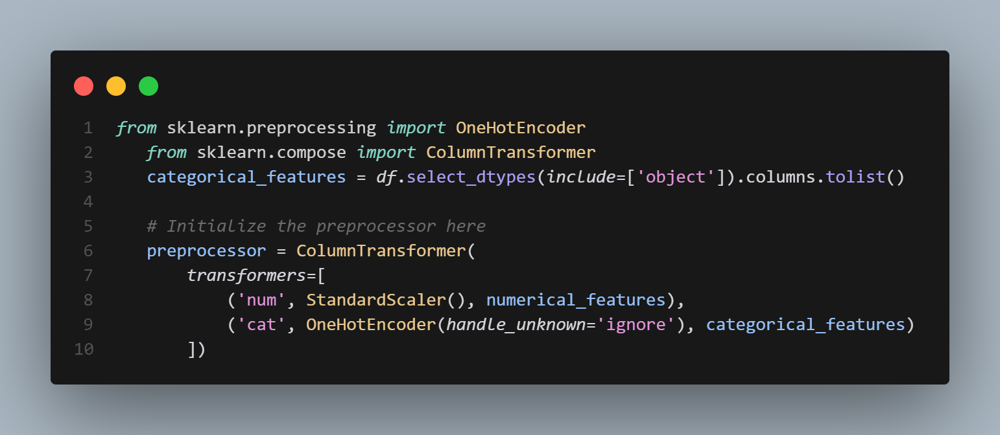 1 from sklearn.preprocessing import OneHotEncoder
2    from sklearn.compose import ColumnTransformer
3    categorical_features = df.select_dtypes(include=['object']).columns.tolist()
4
5    # Initialize the preprocessor here
6    preprocessor = ColumnTransformer(
7        transformers=[
8            ('num', StandardScaler(), numerical_features),
9            ('cat', OneHotEncoder(handle_unknown='ignore'), categorical_features)
10        ])